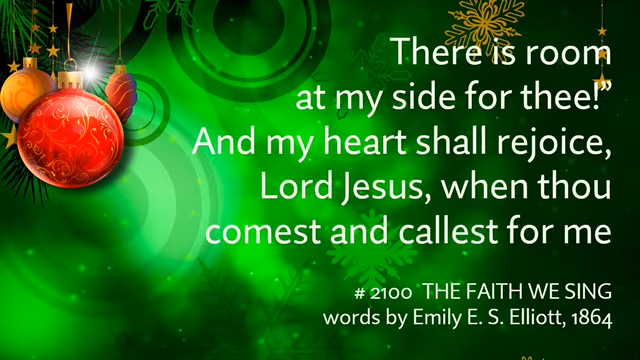 There is room
at my side for thee!”
And my heart shall rejoice,
Lord Jesus, when thou
comest and callest for me
# 2100 THE FAITH WE SING
words by Emily E. S. Elliott, 1864